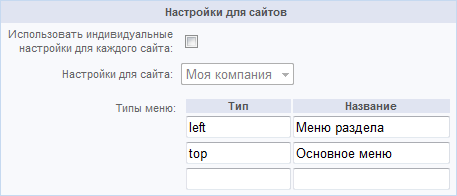 Настройки для сайтов
Использовать индивидуальные
настройки для каждого сайта:
Настройки для сайта: Моя компания
Типы меню: Тип Название
left Меню раздела
top Основное меню